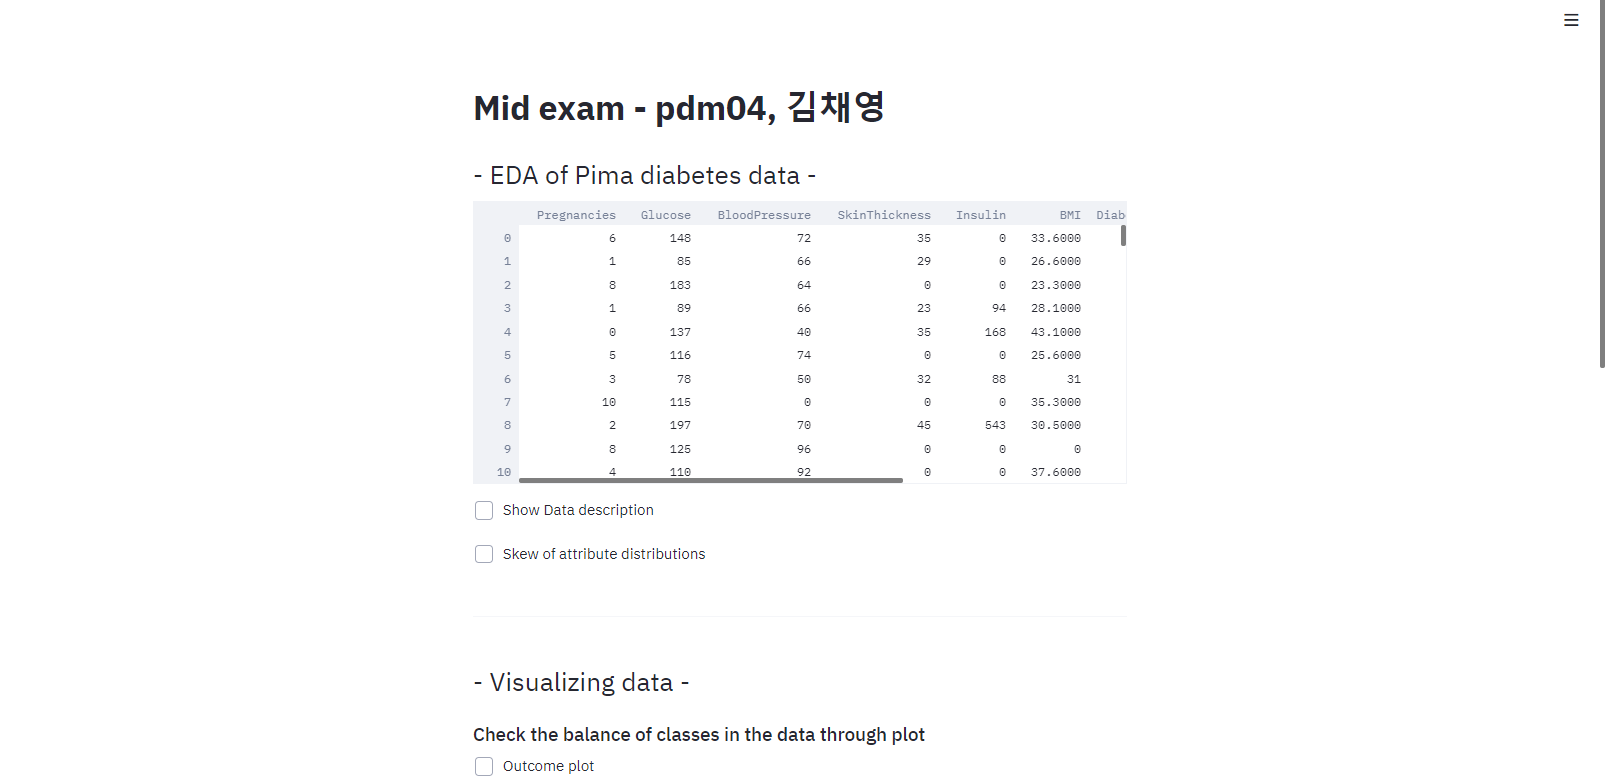 Mid exam - pdm04, 김채영
- EDA of Pima diabetes data -
Pregnancies Glucose BloodPressure SkinThickness Insulin BMI Diab
0 6 148 72 35 0 33.6000
1 1 85 66 29 0 26.6000
2 8 183 64 0 0 23.3000
3 1 89 66 23 94 28.1000
4 0 137 40 35 168 43.1000
5 5 116 74 0 0 25.6000
6 3 78 50 32 88 31
7 10 115 0 0 0 35.3000
8 2 197 70 45 543 30.5000
9 8 125 96 0 0 0
10 4 110 92 0 0 37.6000
Show Data description
Skew of attribute distributions
- Visualizing data -
Check the balance of classes in the data through plot
Outcome plot